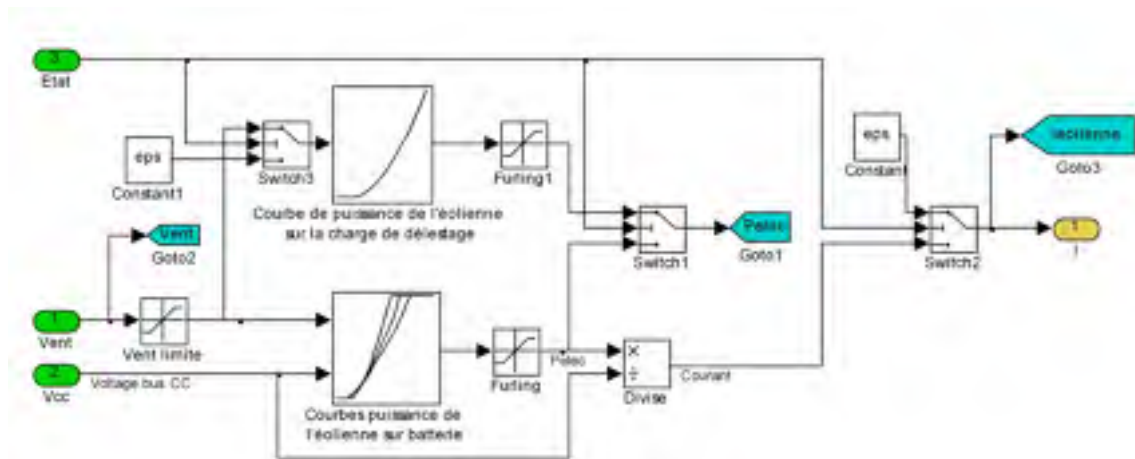 3
Etat
eps
Constant1
Switch3
Courbe de puissance de l'éolienne
sur la charge de délestage
Furling1
eps
Constant
Ieolienne
Goto3
Vent
Goto2
Switch1
Pelec
Goto1
Switch2
1
I
1
Vent
Vent limite
2
Vcc
Voltage bus CC
Courbes puissance de
l'éolienne sur batterie
Furling
Pelec
×
÷
Divise
Courant